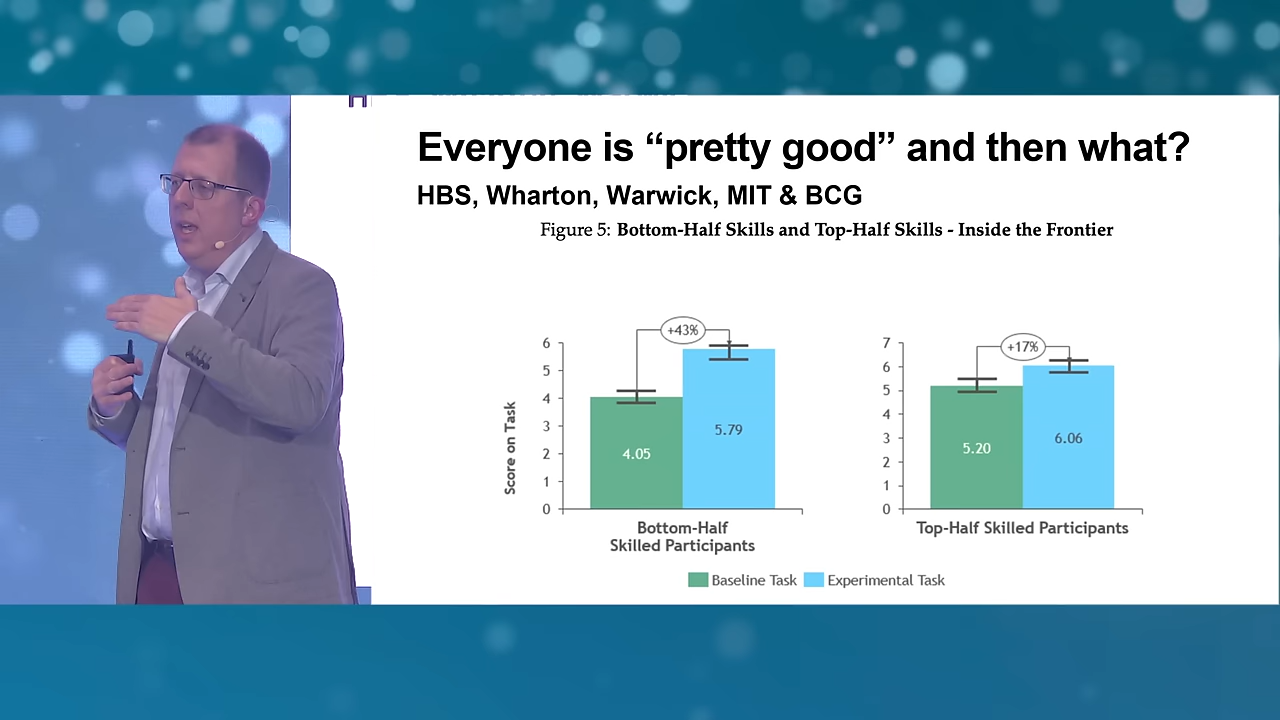 Everyone is “pretty good” and then what?
HBS, Wharton, Warwick, MIT & BCG
Figure 5: Bottom-Half Skills and Top-Half Skills - Inside the Frontier
+43%
+17%
6
5
4
3
2
1
0
Score on Task
4.05
5.79
Bottom-Half
Skilled Participants
7
6
5
4
3
2
1
0
5.20
6.06
Top-Half Skilled Participants
Baseline Task
Experimental Task